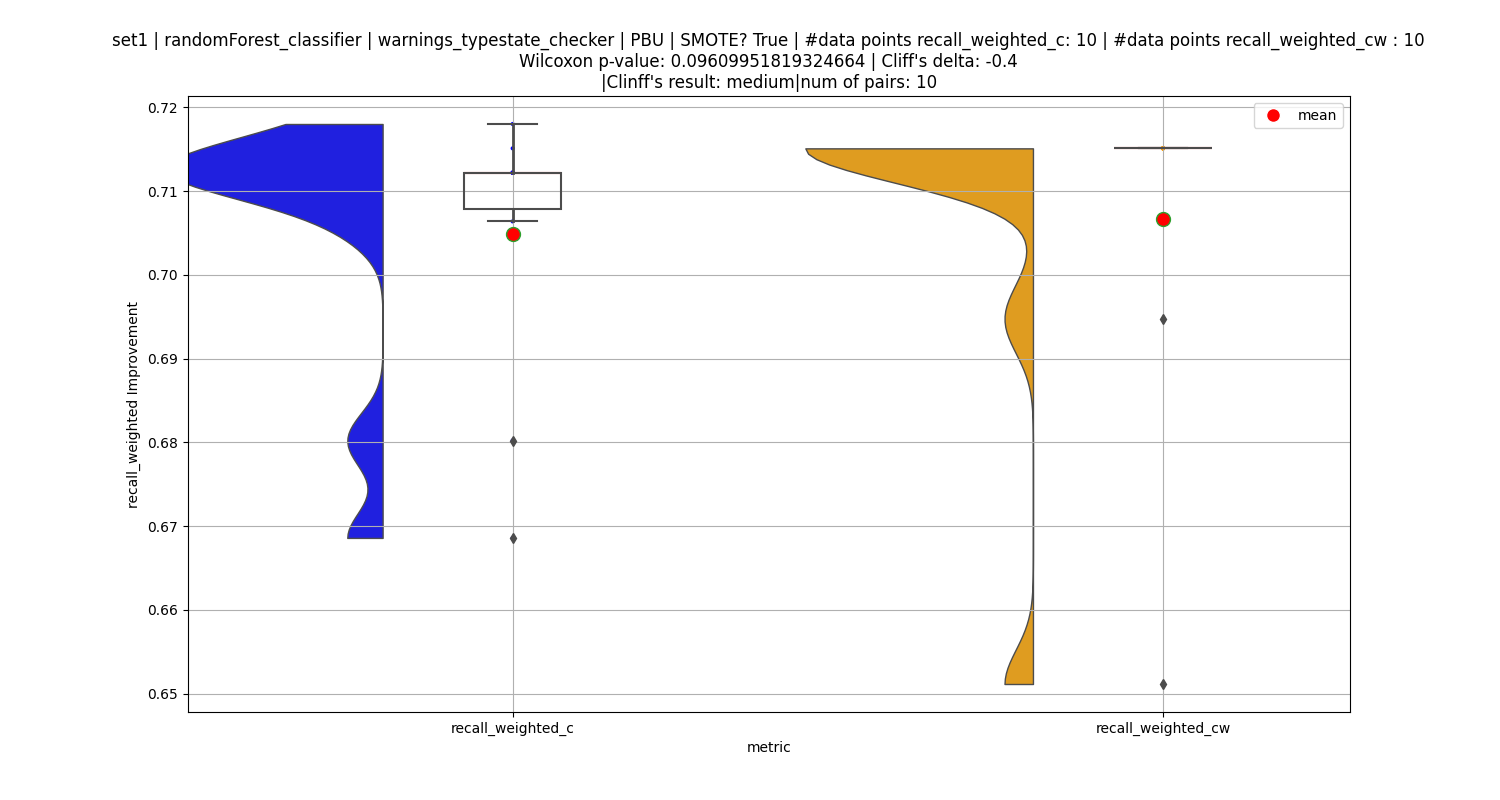 set1 | randomForest_classifier | warnings_typestate_checker | PBU | SMOTE? True | #data points recall_weighted_c: 10 | #data points recall_weighted_cw : 10
Wilcoxon p-value: 0.09609951819324664 | Cliff's delta: -0.4
|Clinff's result: medium|num of pairs: 10
mean
0.72
0.71
0.70
0.69
0.68
0.67
0.66
0.65
recall_weighted Improvement
recall_weighted_c
recall_weighted_cw
metric